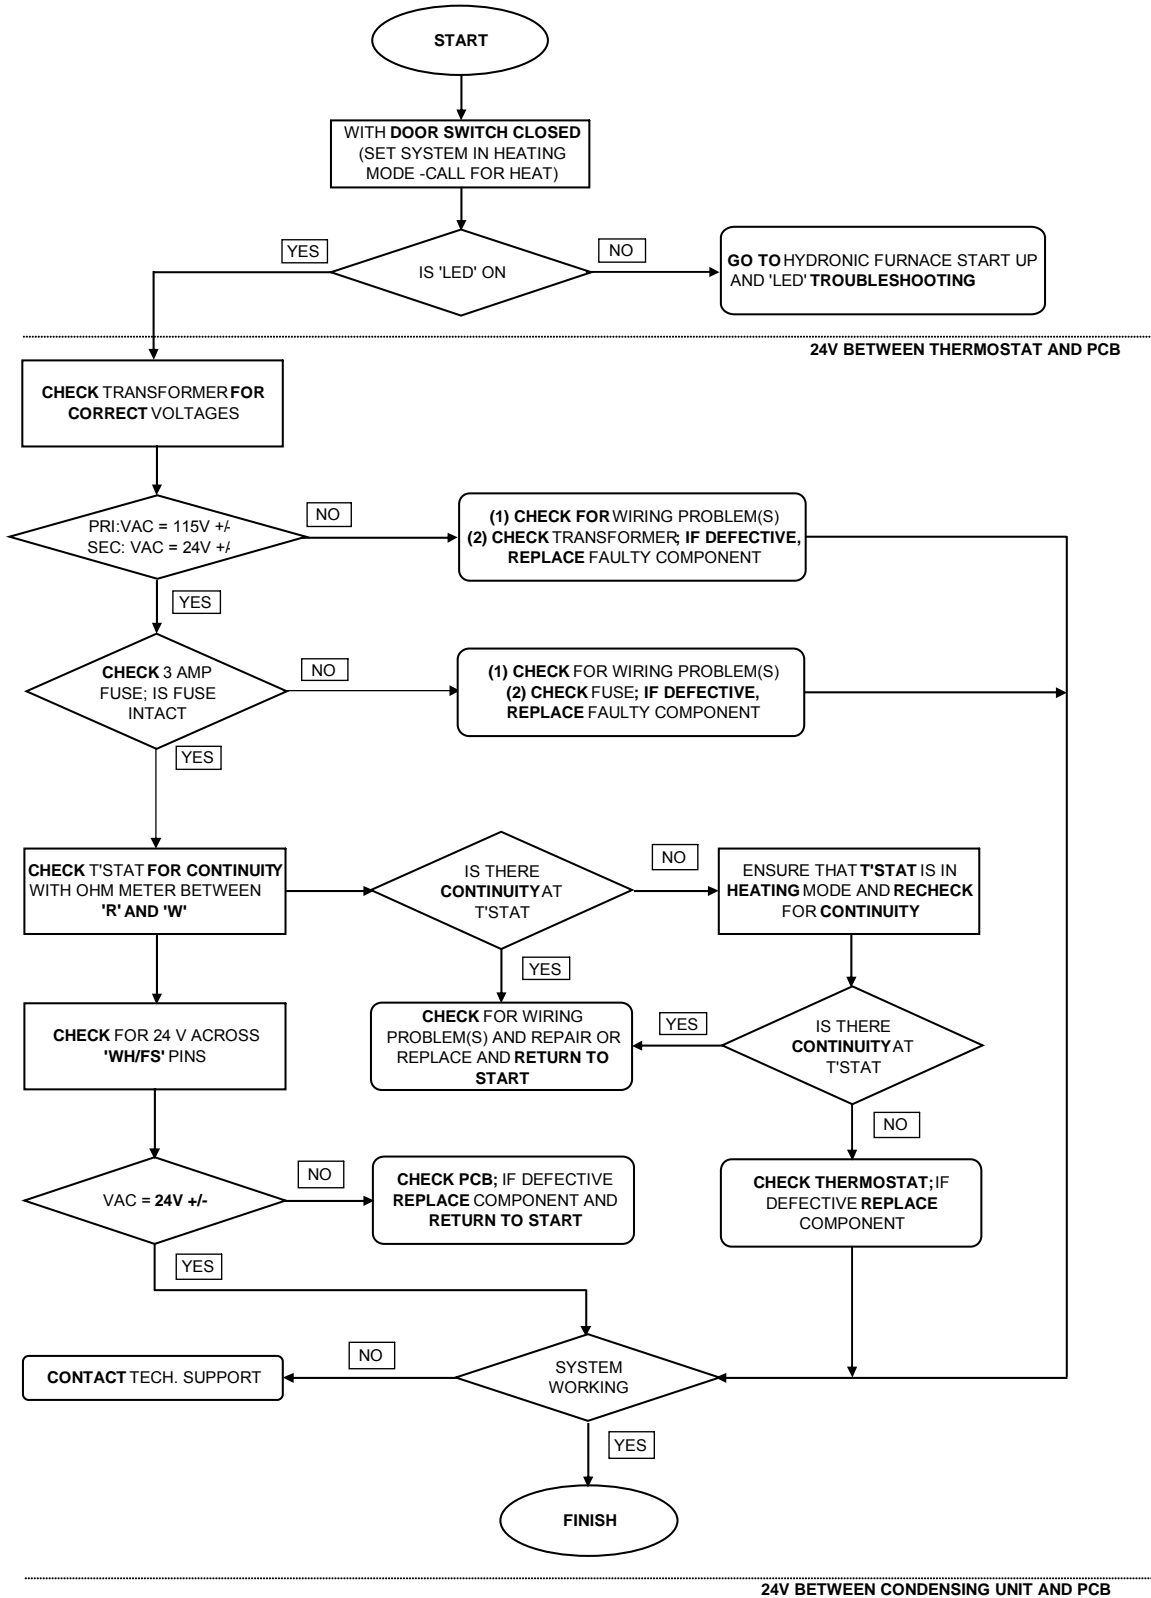 START
WITH DOOR SWITCH CLOSED
(SET SYSTEM IN HEATING
MODE -CALL FOR HEAT)
YES
IS 'LED' ON
NO
GO TO HYDRONIC FURNACE START UP
AND 'LED' TROUBLESHOOTING
24V BETWEEN THERMOSTAT AND PCB
CHECK TRANSFORMER FOR
CORRECT VOLTAGES
PRI:VAC = 115V +/-
SEC: VAC = 24V +/-
NO
(1) CHECK FOR WIRING PROBLEM(S)
(2) CHECK TRANSFORMER; IF DEFECTIVE,
REPLACE FAULTY COMPONENT
YES
CHECK 3 AMP
FUSE; IS FUSE
INTACT
NO
(1) CHECK FOR WIRING PROBLEM(S)
(2) CHECK FUSE; IF DEFECTIVE,
REPLACE FAULTY COMPONENT
YES
CHECK T'STAT FOR CONTINUITY
WITH OHM METER BETWEEN
'R' AND 'W'
IS THERE
CONTINUITY AT
T'STAT
NO
ENSURE THAT T'STAT IS IN
HEATING MODE AND RECHECK
FOR CONTINUITY
YES
CHECK FOR 24 V ACROSS
'WH/FS' PINS
CHECK FOR WIRING
PROBLEM(S) AND REPAIR OR
REPLACE AND RETURN TO
START
YES
IS THERE
CONTINUITY AT
T'STAT
NO
VAC = 24V +/-
NO
CHECK PCB; IF DEFECTIVE
REPLACE COMPONENT AND
RETURN TO START
CHECK THERMOSTAT; IF
DEFECTIVE REPLACE
COMPONENT
YES
CONTACT TECH. SUPPORT
NO
SYSTEM
WORKING
YES
FINISH
24V BETWEEN CONDENSING UNIT AND PCB